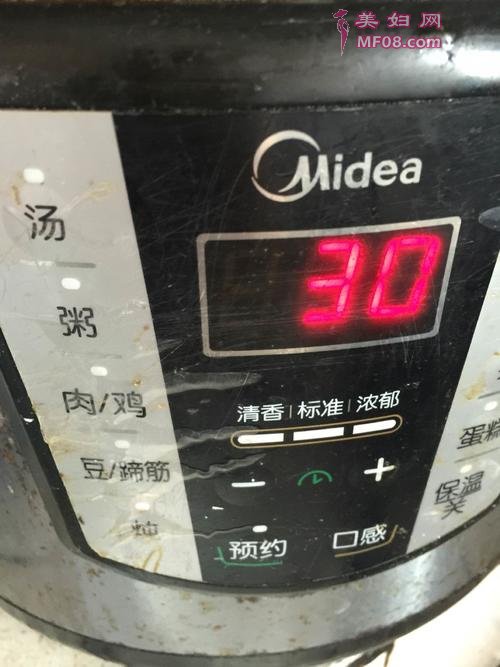 美妇网
MF08.com
Midea
30
汤
粥
肉/鸡
豆/蹄筋
清香|标准|浓郁
- +
预约
口感
蛋糕
保温
关